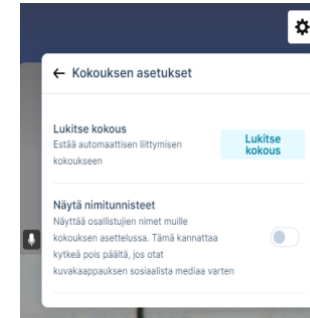 ← Kokouksen asetukset
Lukitse kokous
Estää automaattisen liittymisen
kokoukseen
Lukitse
kokous
Näytä nimitunnisteet
Näyttää osallistujien nimet muille
kokouksen asettelussa. Tämä kannattaa
kytkeä pois päältä, jos otat
kuvakaappauksen sosiaalista mediaa varten